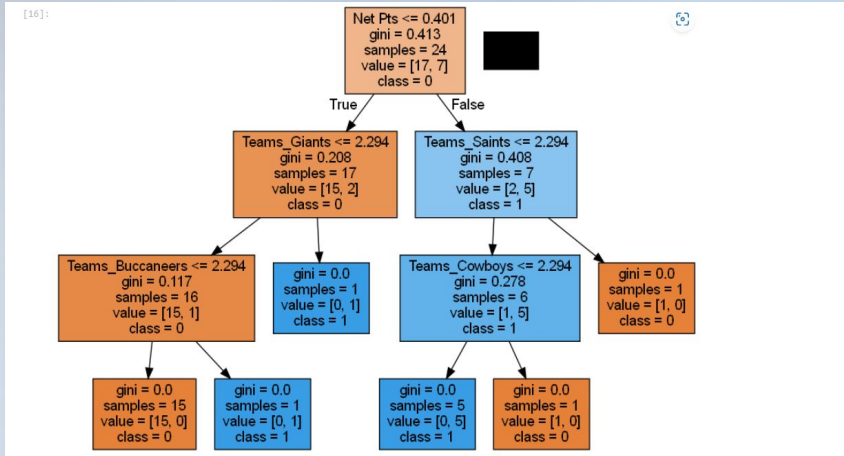 [16]:
Net Pts <= 0.401
gini = 0.413
samples = 24
value = [17, 7]
class = 0
True
False
Teams_Giants <= 2.294
gini = 0.208
samples = 17
value = [15, 2]
class = 0
Teams_Saints <= 2.294
gini = 0.408
samples = 7
value = [2, 5]
class = 1
Teams_Buccaneers <= 2.294
gini = 0.117
samples = 16
value = [15, 1]
class = 0
gini = 0.0
samples = 1
value = [0, 1]
class = 1
Teams_Cowboys <= 2.294
gini = 0.278
samples = 6
value = [1, 5]
class = 1
gini = 0.0
samples = 1
value = [1, 0]
class = 0
gini = 0.0
samples = 15
value = [15, 0]
class = 0
gini = 0.0
samples = 1
value = [0, 1]
class = 1
gini = 0.0
samples = 5
value = [0, 5]
class = 1
gini = 0.0
samples = 1
value = [1, 0]
class = 0